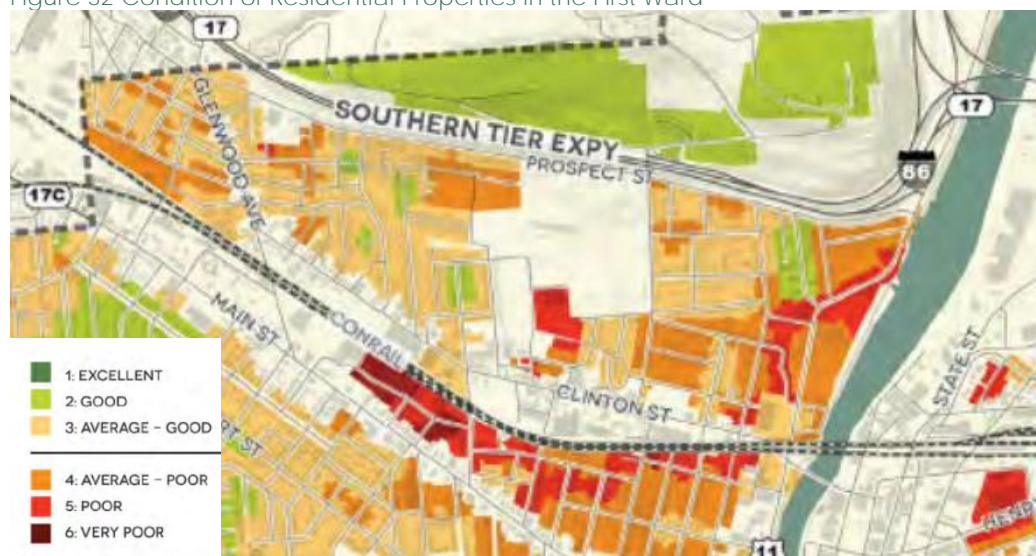 Figure 32 Condition of Residential Properties in the First Ward
17
GLENWOOD AVE
SOUTHERN TIER EXPY
PROSPECT ST
17
86
17C
MAIN ST
CONRAIL
CLINTON ST
STATE ST
11
1: EXCELLENT
2: GOOD
3: AVERAGE – GOOD
4: AVERAGE – POOR
5: POOR
6: VERY POOR